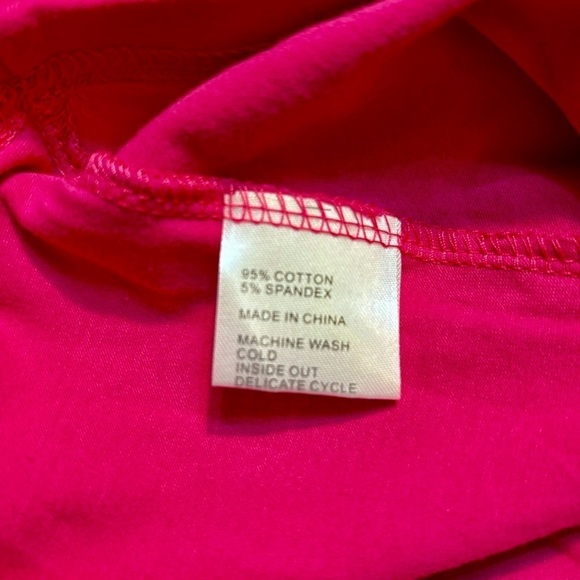 95% COTTON
5% SPANDEX
MADE IN CHINA
MACHINE WASH
COLD
INSIDE OUT
DELICATE CYCLE